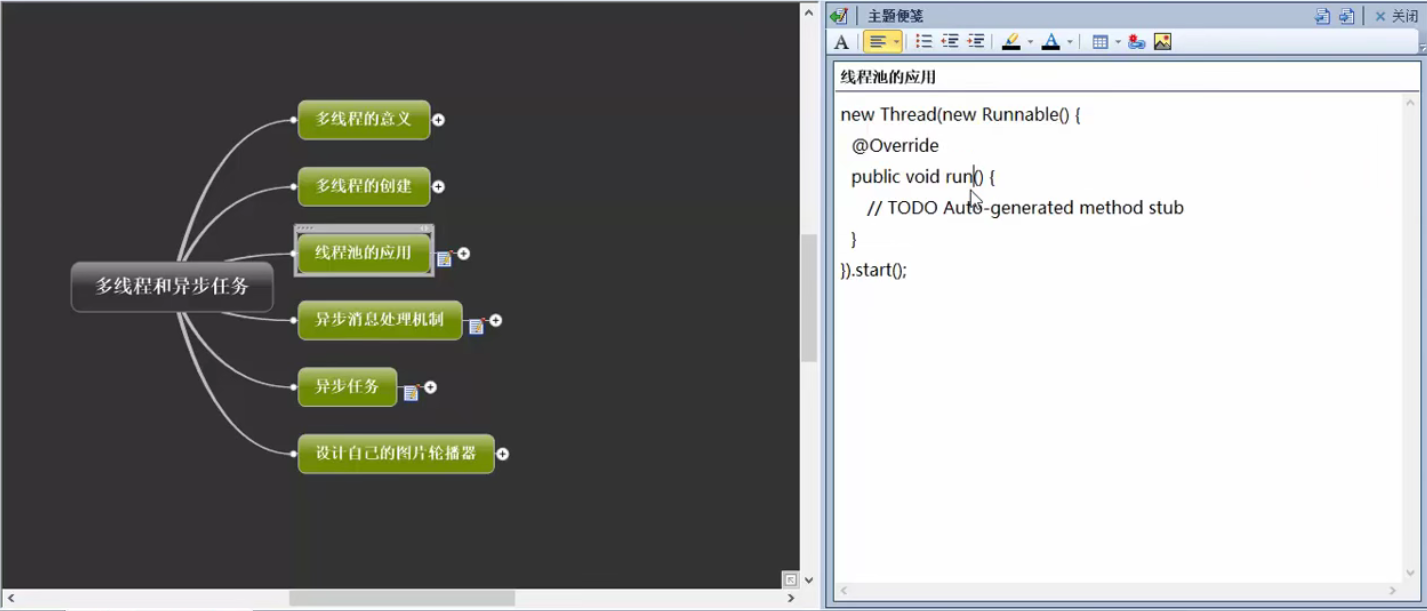 多线程和异步任务
多线程的意义
多线程的创建
线程池的应用
异步消息处理机制
异步任务
设计自己的图片轮播器
主题便笺
关闭
线程池的应用
new Thread(new Runnable() {
@Override
public void run() {
// TODO Auto-generated method stub
}
}).start();